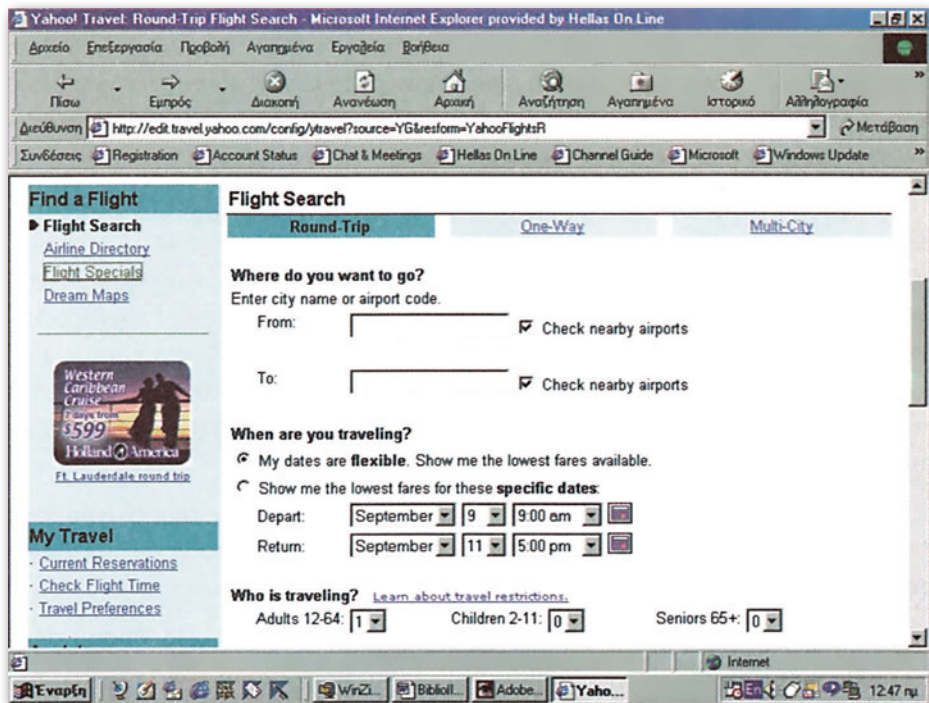 Yahoo! Travel: Round-Trip Flight Search - Microsoft Internet Explorer provided by Hellas On Line
Αρχείο Επεξεργασία Προβολή Αγαπημένα Εργαλεία Βοήθεια
Πίσω Εμπρός Διακοπή Ανανέωση Αρχική Αναζήτηση Αγαπημένα Ιστορικό Αλληλογραφία »
Διεύθυνση http://edit.travel.yahoo.com/config/ytravel?source=YG&resform=YahooFlightsR Μετάβαση
Συνδέσεις Registration Account Status Chat & Meetings Hellas On Line Channel Guide Microsoft Windows Update »
Find a Flight
Flight Search
Airline Directory
Flight Specials
Dream Maps
Western
Caribbean
Cruise
7 days from
$599
Holland America
Ft. Lauderdale round trip
My Travel
· Current Reservations
· Check Flight Time
· Travel Preferences
Flight Search
Round-Trip One-Way Multi-City
Where do you want to go?
Enter city name or airport code.
From: Check nearby airports
To: Check nearby airports
When are you traveling?
My dates are flexible. Show me the lowest fares available.
Show me the lowest fares for these specific dates:
Depart: September 9 9:00 am
Return: September 11 5:00 pm
Who is traveling? Learn about travel restrictions.
Adults 12-64: 1 Children 2-11: 0 Seniors 65+: 0
Internet
Έναρξη WinZi... Biblioll... Adobe... Yaho... En 12:47 πμ